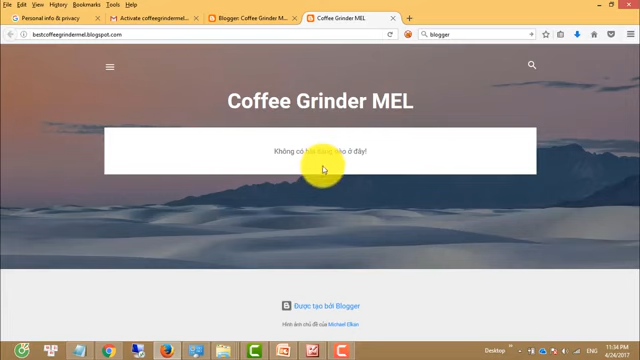 File Edit View History Bookmarks Tools Help
Personal info & privacy
Activate coffeegrindermel...
Blogger: Coffee Grinder M...
Coffee Grinder MEL
bestcoffeegrindermel.blogspot.com
blogger
Coffee Grinder MEL
Không có bài đăng nào ở đây!
Được tạo bởi Blogger
Hình ảnh chủ đề của Michael Elkan
Desktop
11:34 PM
4/24/2017